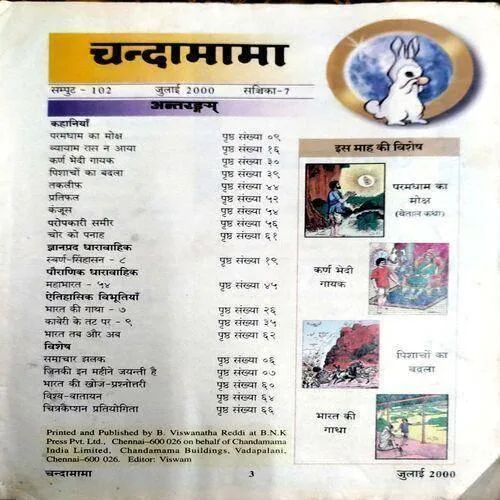 चन्दामामा
सम्पुट - 102 जुलाई 2000 सञ्चिका-7
अन्तरङ्गम्
कहानियाँ
परमधाम का मोक्ष पृष्ठ संख्या ०९
व्यायाम रास न आया पृष्ठ संख्या १६
कर्ण भेदी गायक पृष्ठ संख्या ३०
पिशाचों का बदला पृष्ठ संख्या ३९
तकलीफ पृष्ठ संख्या ४४
प्रतिफल पृष्ठ संख्या ५२
कंजूस पृष्ठ संख्या ५४
परोपकारी समीर पृष्ठ संख्या ५६
चोर को पनाह पृष्ठ संख्या ६१
ज्ञानप्रद धारावाहिक
स्वर्ण-सिंहासन - ८ पृष्ठ संख्या १९
पौराणिक धारावाहिक
महाभारत - ५४ पृष्ठ संख्या ४५
ऐतिहासिक विभूतियाँ
भारत की गाथा - ७ पृष्ठ संख्या २६
कावेरी के तट पर - ९ पृष्ठ संख्या ३५
भारत तब और अब पृष्ठ संख्या ६२
विशेष
समाचार झलक पृष्ठ संख्या ०६
जिनकी इन महीने जयन्ती है पृष्ठ संख्या ०७
भारत की खोज-प्रश्नोत्तरी पृष्ठ संख्या ६०
विश्व-वातायन पृष्ठ संख्या ६४
चित्रकैप्शन प्रतियोगिता पृष्ठ संख्या ६६
इस माह की विशेष
परमधाम का
मोक्ष
(बेताल कथा)
कर्ण भेदी
गायक
पिशाचों का
बदला
भारत की
गाथा
Printed and Published by B. Viswanatha Reddi at B.N.K
Press Pvt. Ltd., Chennai-600 026 on behalf of Chandamama
India Limited, Chandamama Buildings, Vadapalani,
Chennai-600 026. Editor: Viswam
चन्दामामा 3 जुलाई 2000